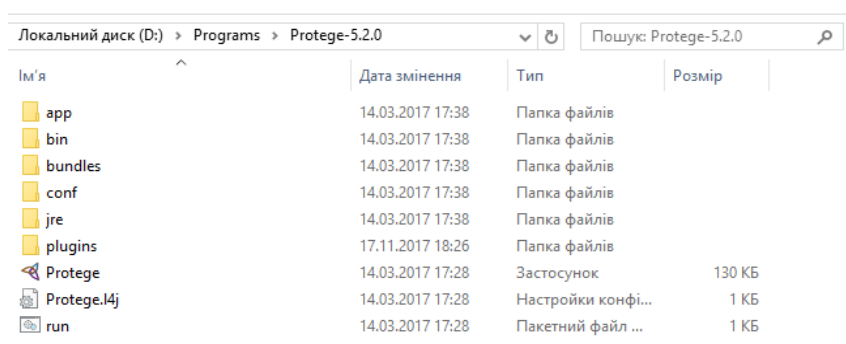 Локальний диск (D:) > Programs > Protege-5.2.0 Пошук: Protege-5.2.0
Ім'я Дата змінення Тип Розмір
app 14.03.2017 17:38 Папка файлів
bin 14.03.2017 17:38 Папка файлів
bundles 14.03.2017 17:38 Папка файлів
conf 14.03.2017 17:38 Папка файлів
jre 14.03.2017 17:38 Папка файлів
plugins 17.11.2017 18:26 Папка файлів
Protege 14.03.2017 17:28 Застосунок 130 КБ
Protege.l4j 14.03.2017 17:28 Настройки конфі... 1 КБ
run 14.03.2017 17:28 Пакетний файл ... 1 КБ